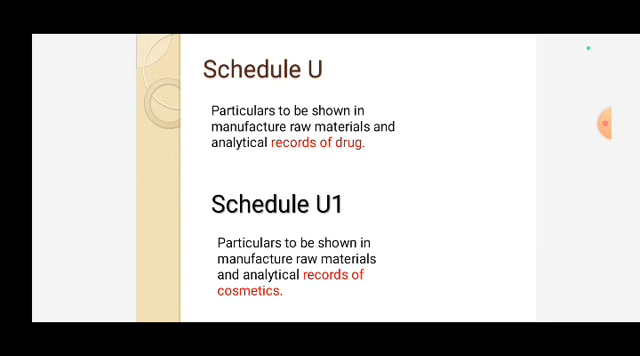 Schedule U
Particulars to be shown in
manufacture raw materials and
analytical records of drug.
Schedule U1
Particulars to be shown in
manufacture raw materials
and analytical records of
cosmetics.